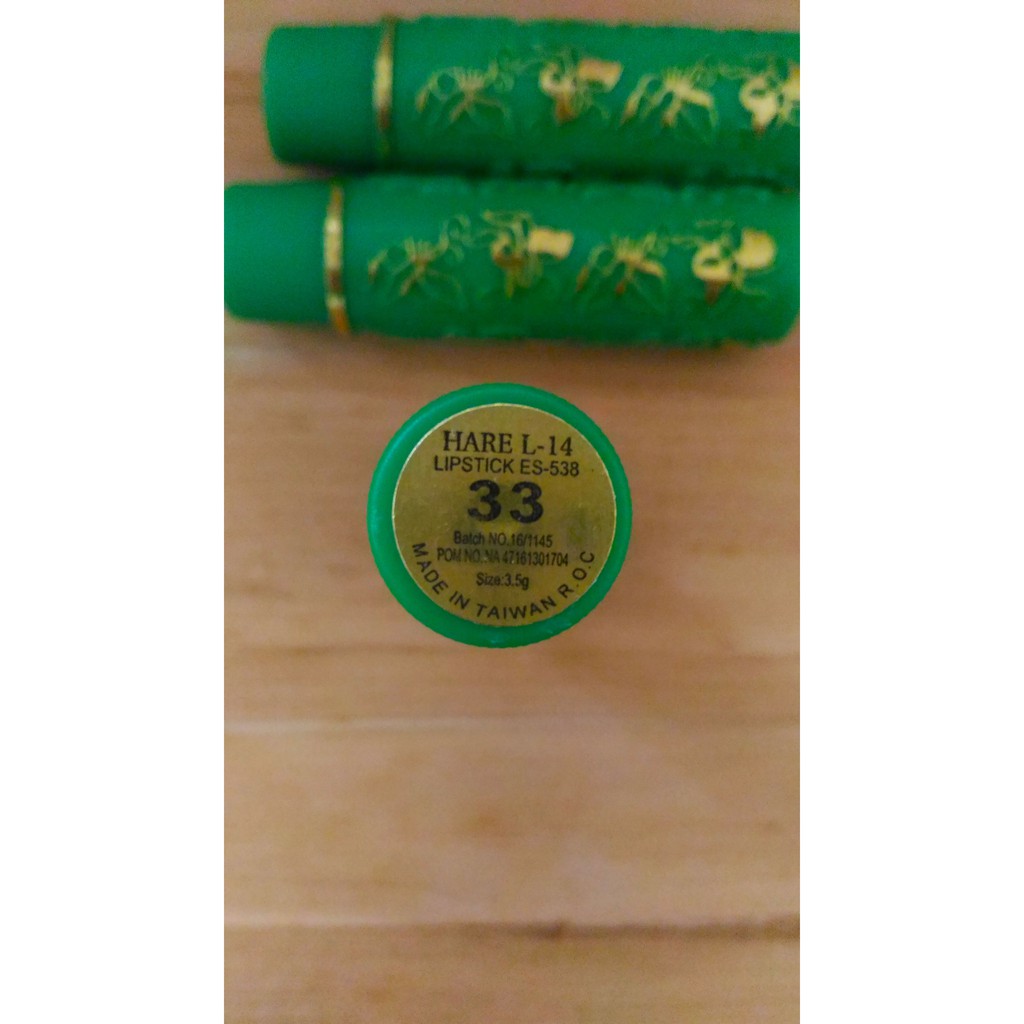 HARE L-14
LIPSTICK ES-538
33
Batch NO.16/1145
POM NO.NA 47161301704
Size:3.5g
MADE IN TAIWAN R.O.C